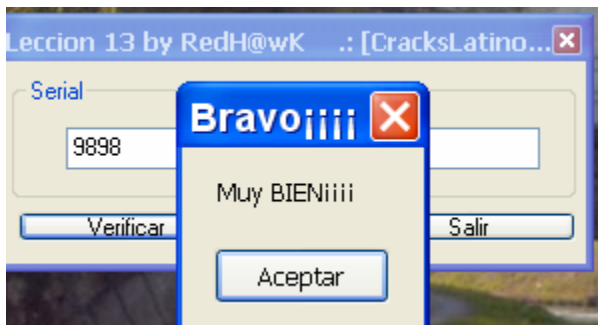 Leccion 13 by RedH@wK .: [CracksLatino...
Serial
9898
Bravo¡¡¡¡
Muy BIEN¡¡¡¡
Verificar
Salir
Aceptar